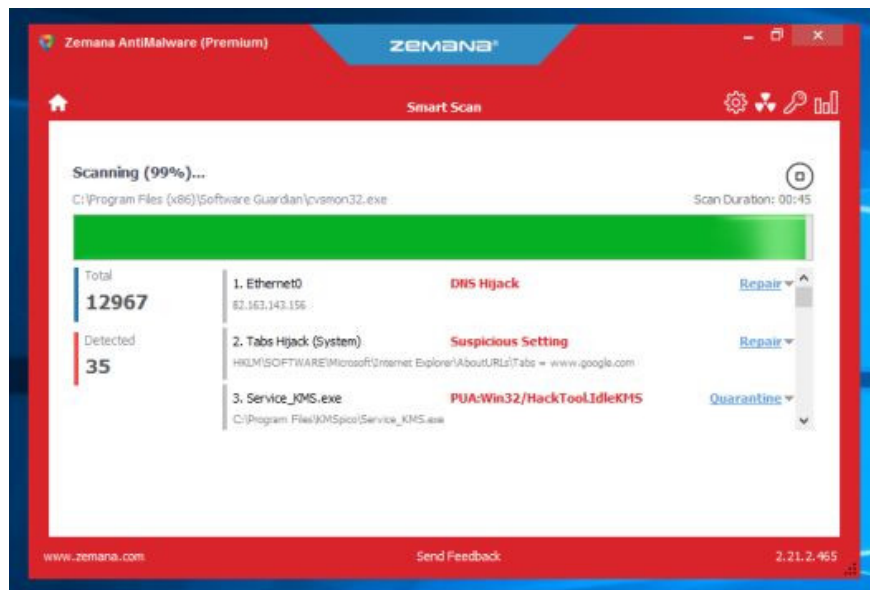 Zemana AntiMalware (Premium)
zemana
Smart Scan
Scanning (99%)...
C:\Program Files (x86)\Software Guardian\cvsmon32.exe
Scan Duration: 00:45
Total
12967
Detected
35
1. Ethernet0 DNS Hijack Repair
82.163.143.156
2. Tabs Hijack (System) Suspicious Setting Repair
HKLM\SOFTWARE\Microsoft\Internet Explorer\AboutURLs\Tabs = www.google.com
3. Service_KMS.exe PUA:Win32/HackTool.IdleKMS Quarantine
C:\Program Files\KMSpico\Service_KMS.exe
www.zemana.com Send Feedback 2.21.2.465